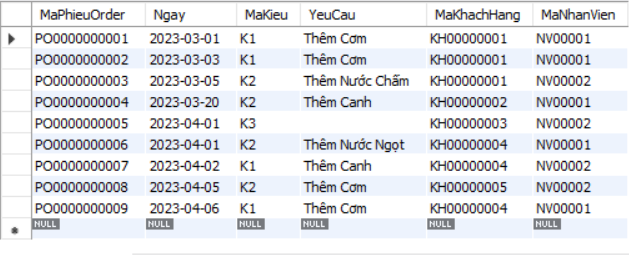 MaPhieuOrder Ngay MaKieu YeuCau MaKhachHang MaNhanVien
PO0000000001 2023-03-01 K1 Thêm Cơm KH00000001 NV00001
PO0000000002 2023-03-03 K1 Thêm Cơm KH00000001 NV00001
PO0000000003 2023-03-05 K2 Thêm Nước Chấm KH00000001 NV00002
PO0000000004 2023-03-20 K2 Thêm Canh KH00000002 NV00001
PO0000000005 2023-04-01 K3 KH00000003 NV00002
PO0000000006 2023-04-01 K2 Thêm Nước Ngọt KH00000004 NV00001
PO0000000007 2023-04-02 K1 Thêm Canh KH00000004 NV00002
PO0000000008 2023-04-05 K2 Thêm Cơm KH00000005 NV00002
PO0000000009 2023-04-06 K1 Thêm Cơm KH00000004 NV00001
NULL NULL NULL NULL NULL NULL